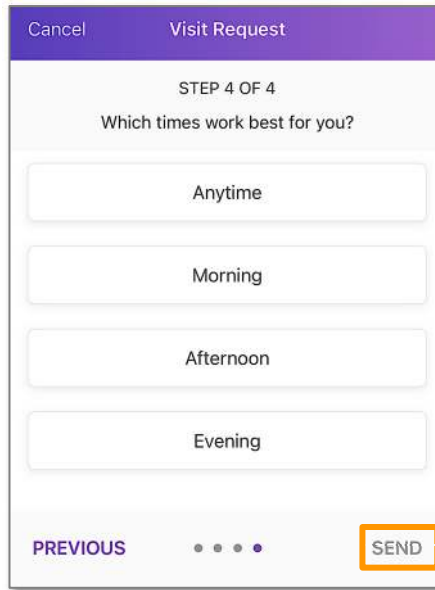 Cancel Visit Request
STEP 4 OF 4
Which times work best for you?
Anytime
Morning
Afternoon
Evening
PREVIOUS SEND